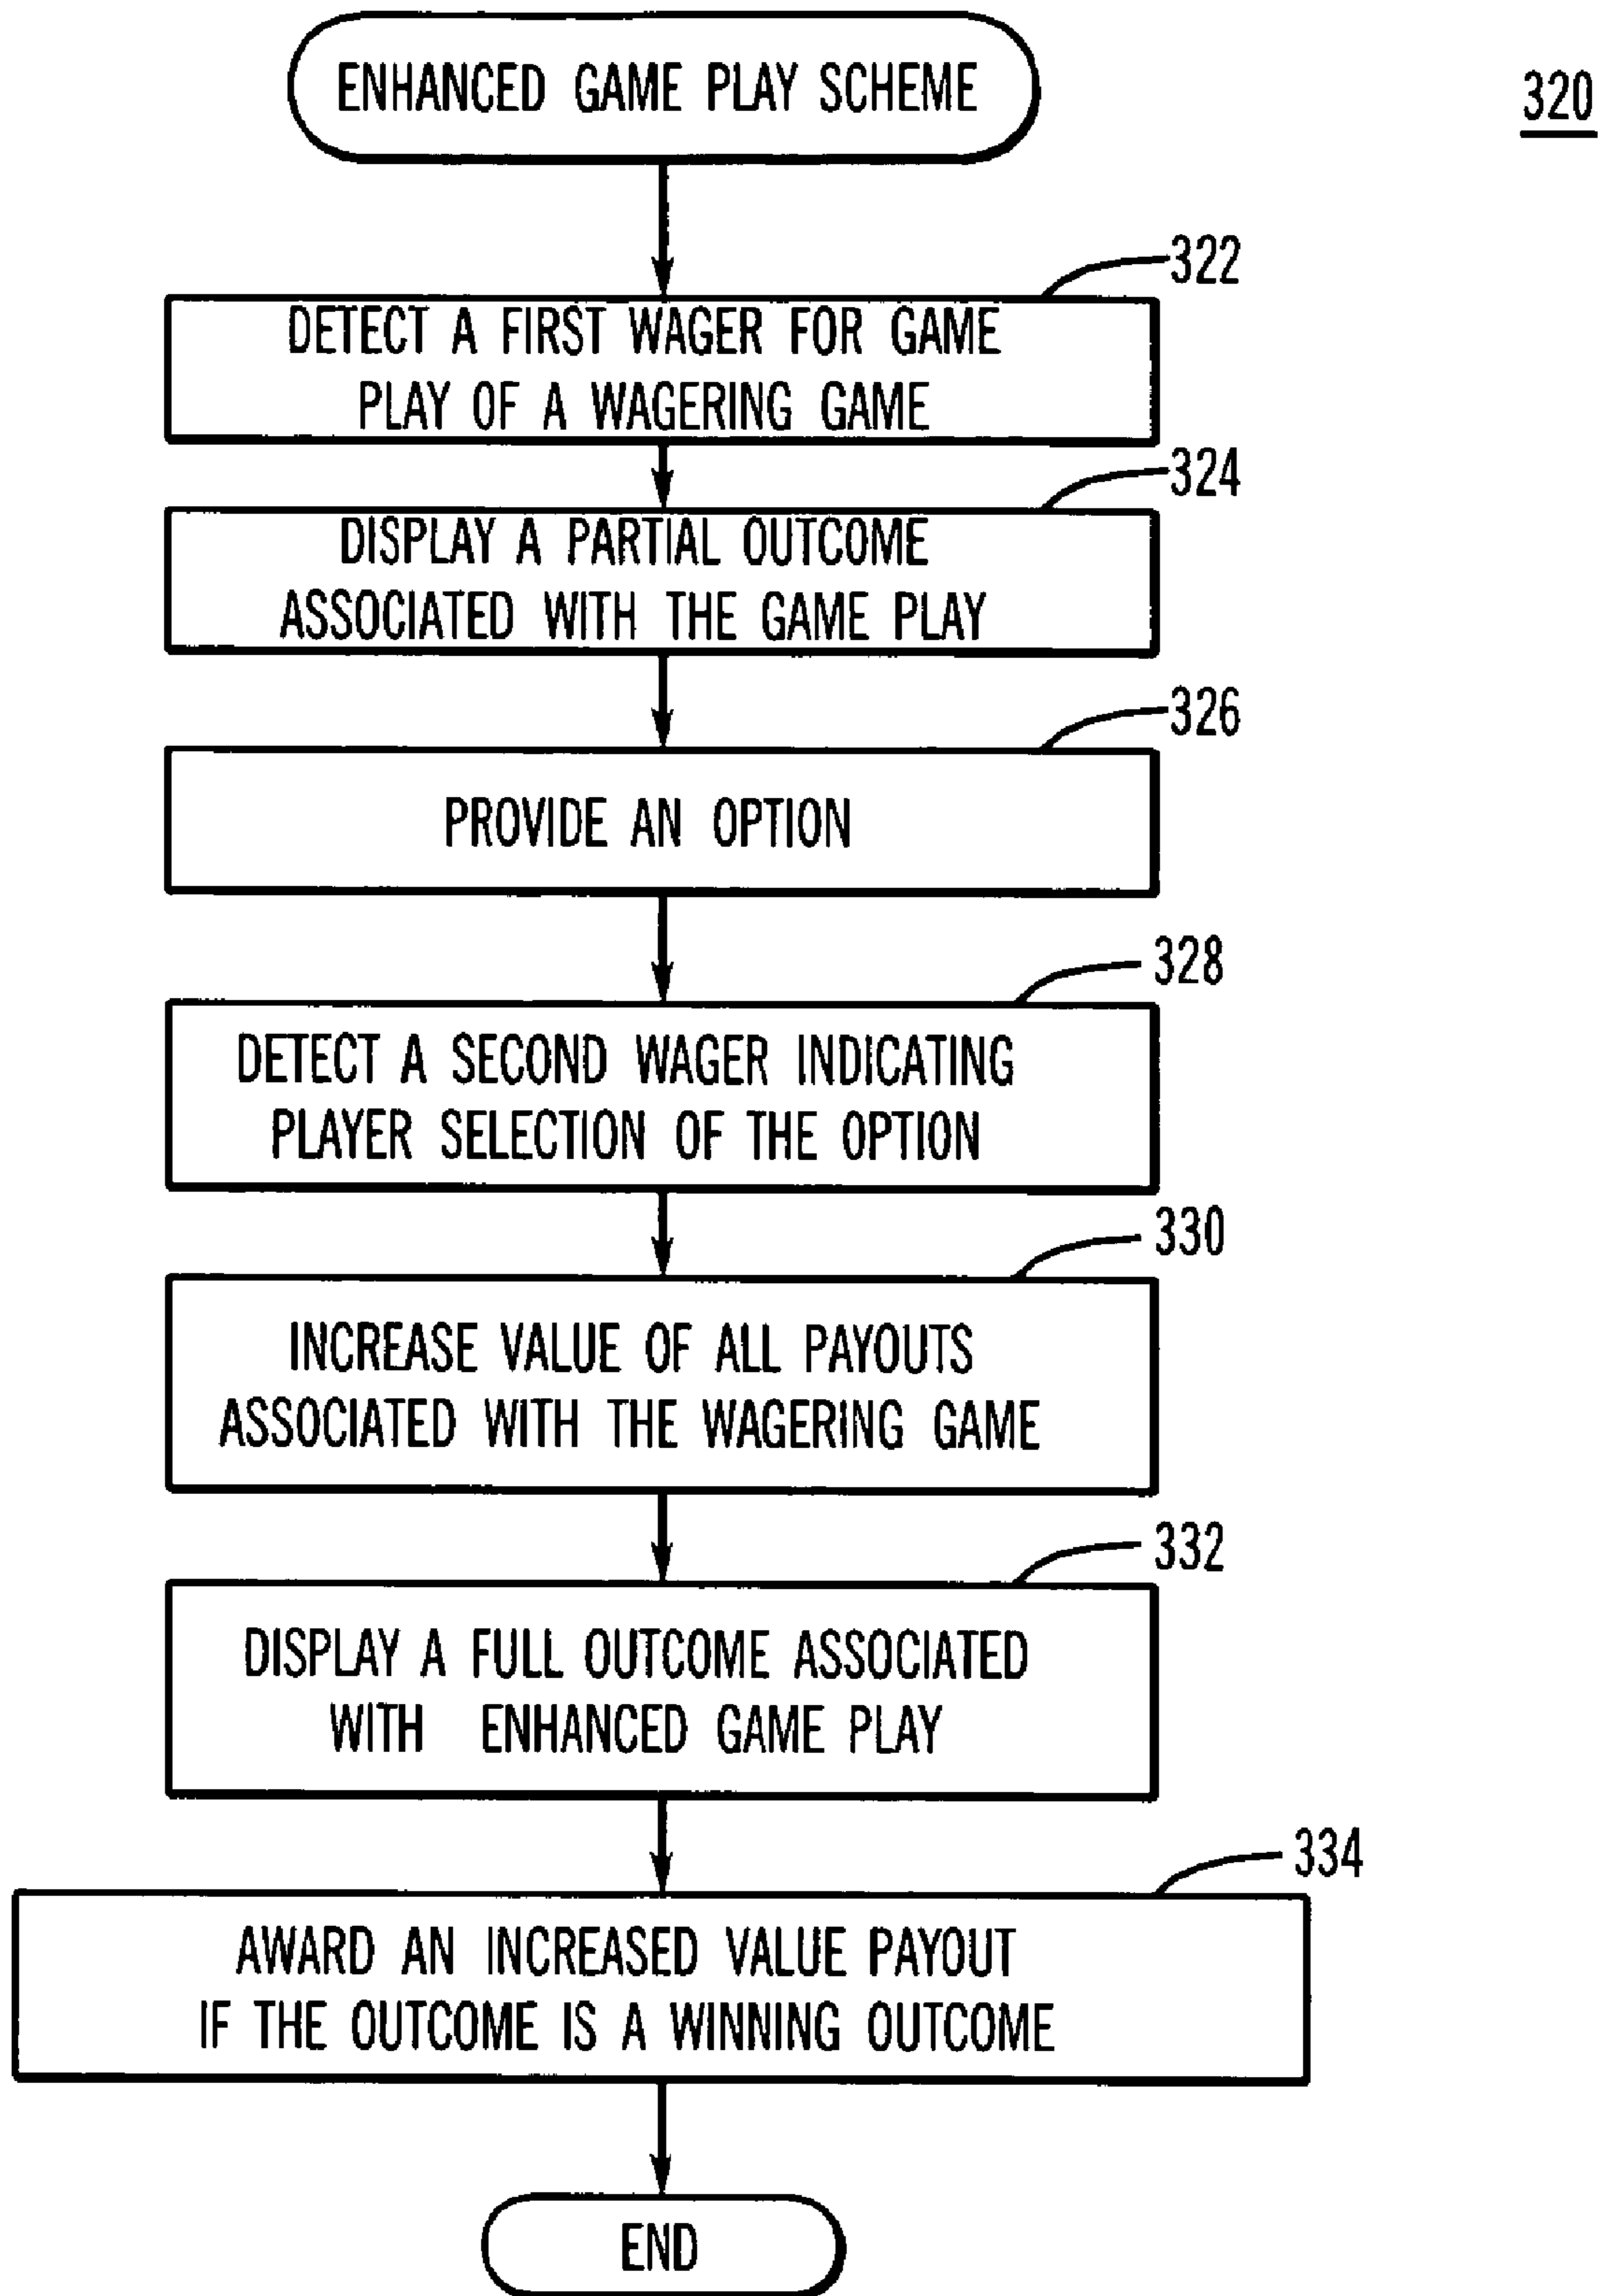 ENHANCED GAME PLAY SCHEME
320
322
DETECT A FIRST WAGER FOR GAME
PLAY OF A WAGERING GAME
324
DISPLAY A PARTIAL OUTCOME
ASSOCIATED WITH THE GAME PLAY
326
PROVIDE AN OPTION
328
DETECT A SECOND WAGER INDICATING
PLAYER SELECTION OF THE OPTION
330
INCREASE VALUE OF ALL PAYOUTS
ASSOCIATED WITH THE WAGERING GAME
332
DISPLAY A FULL OUTCOME ASSOCIATED
WITH ENHANCED GAME PLAY
334
AWARD AN INCREASED VALUE PAYOUT
IF THE OUTCOME IS A WINNING OUTCOME
END